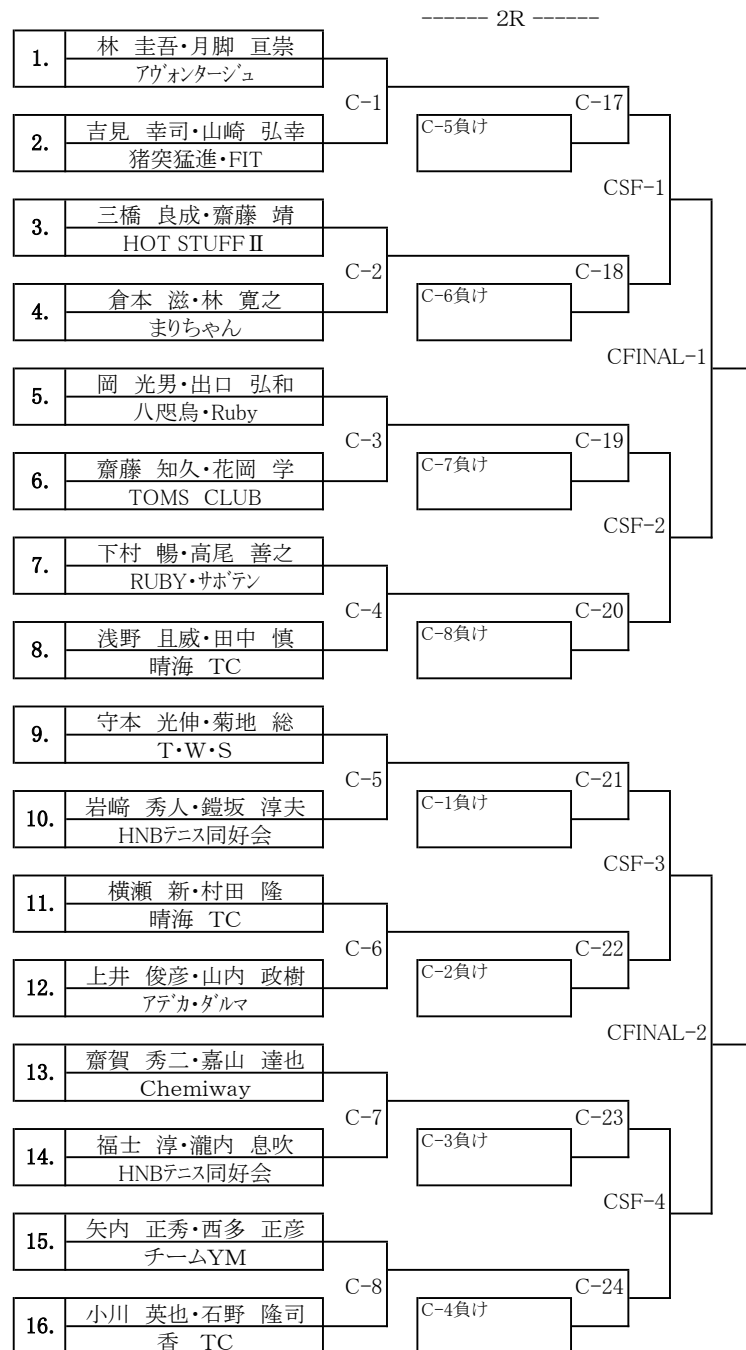 ------ 2R ------
1.
林 圭吾・月脚 亘崇
アヴォンタージュ
C-1
C-17
2.
吉見 幸司・山崎 弘幸
猪突猛進・FIT
C-5負け
CSF-1
3.
三橋 良成・齋藤 靖
HOT STUFFⅡ
C-2
C-18
4.
倉本 滋・林 寛之
まりちゃん
C-6負け
CFINAL-1
5.
岡 光男・出口 弘和
八咫烏・Ruby
C-3
C-19
6.
齋藤 知久・花岡 学
TOMS CLUB
C-7負け
CSF-2
7.
下村 暢・高尾 善之
RUBY・サボテン
C-4
C-20
8.
浅野 且威・田中 慎
晴海 TC
C-8負け
9.
守本 光伸・菊地 総
T・W・S
C-5
C-21
10.
岩﨑 秀人・鎧坂 淳夫
HNBテニス同好会
C-1負け
CSF-3
11.
横瀬 新・村田 隆
晴海 TC
C-6
C-22
12.
上井 俊彦・山内 政樹
アデカ・ダルマ
C-2負け
CFINAL-2
13.
齋賀 秀二・嘉山 達也
Chemiway
C-7
C-23
14.
福士 淳・瀧内 息吹
HNBテニス同好会
C-3負け
CSF-4
15.
矢内 正秀・西多 正彦
チームYM
C-8
C-24
16.
小川 英也・石野 隆司
香 TC
C-4負け